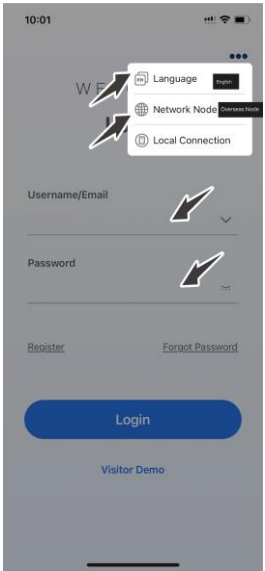 10:01
Language English
WE
Network Node Overseas Node
Local Connection
Username/Email
Password
Register Forgot Password
Login
Visitor Demo